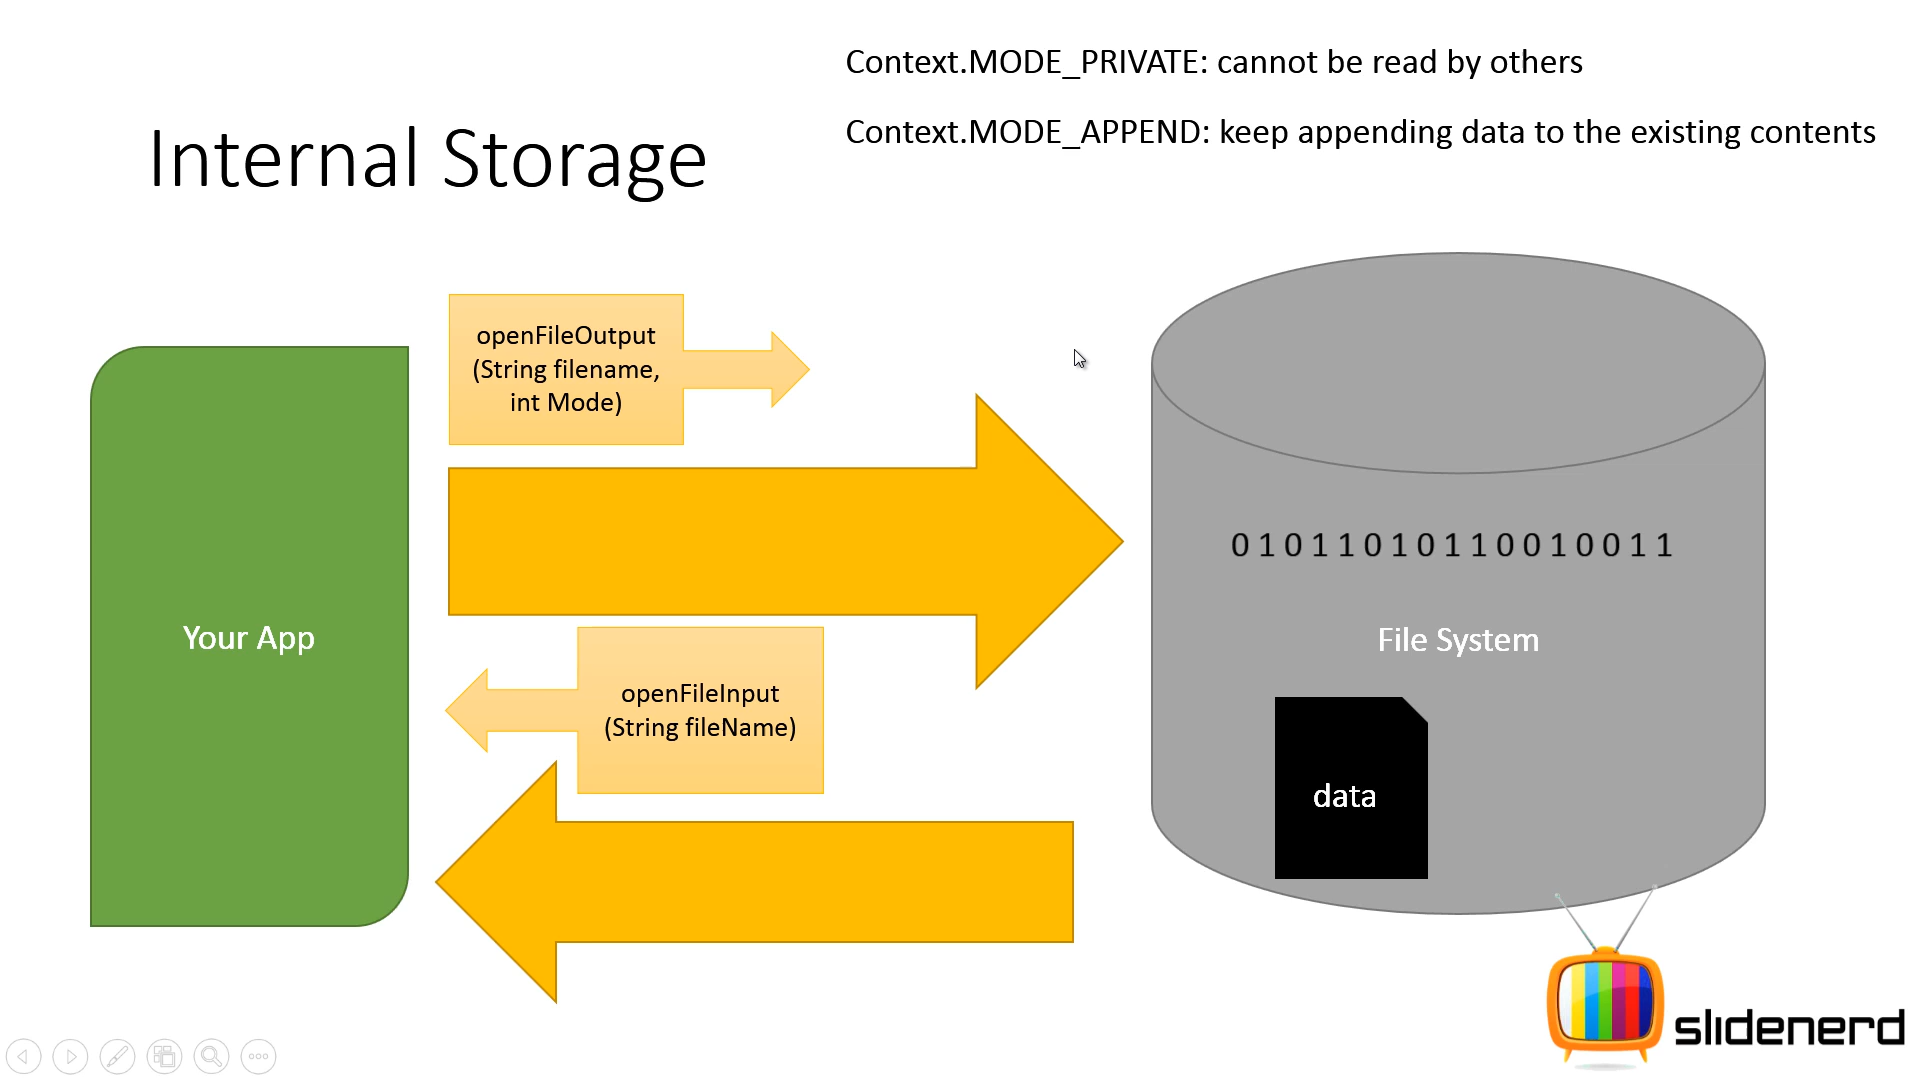 Context.MODE_PRIVATE: cannot be read by others
Context.MODE_APPEND: keep appending data to the existing contents
Internal Storage
openFileOutput
(String filename,
int Mode)
0 1 0 1 1 0 1 0 1 1 0 0 1 0 0 1 1
Your App
File System
openFileInput
(String fileName)
data
slidenerd